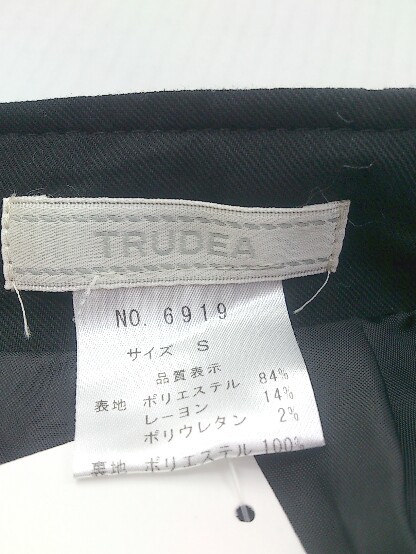 TRUDEA
NO. 6919
サイズ S
品質表示
表地 ポリエステル 84%
レーヨン 14%
ポリウレタン 2%
裏地 ポリエステル 100%